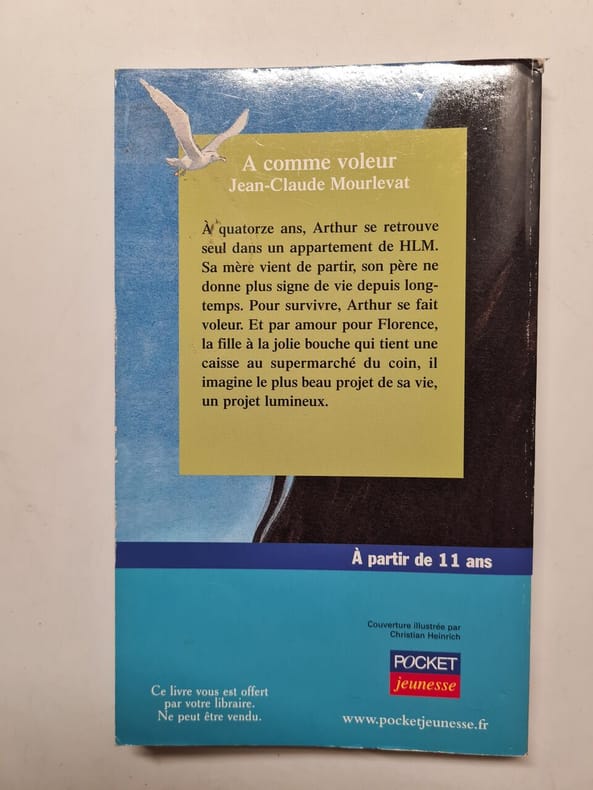 A comme voleur
Jean-Claude Mourlevat
À quatorze ans, Arthur se retrouve
seul dans un appartement de HLM.
Sa mère vient de partir, son père ne
donne plus signe de vie depuis long-
temps. Pour survivre, Arthur se fait
voleur. Et par amour pour Florence,
la fille à la jolie bouche qui tient une
caisse au supermarché du coin, il
imagine le plus beau projet de sa vie,
un projet lumineux.
À partir de 11 ans
Couverture illustrée par
Christian Heinrich
POCKET
jeunesse
Ce livre vous est offert
par votre libraire.
Ne peut être vendu.
www.pocketjeunesse.fr